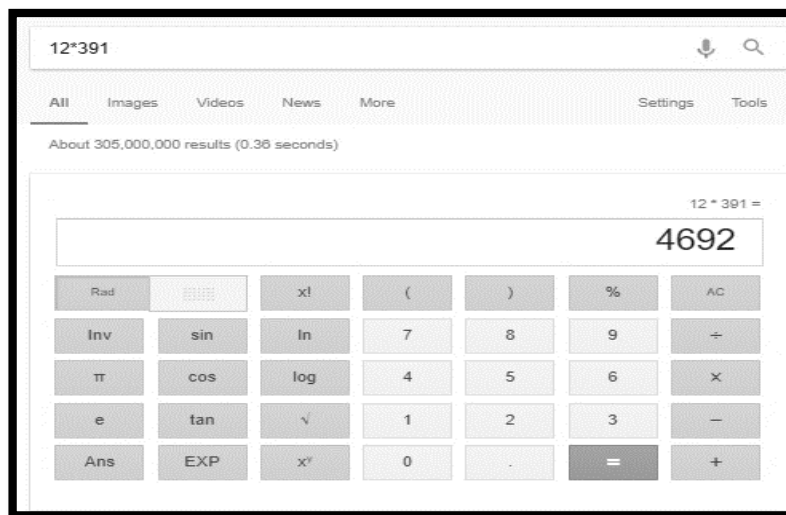 12*391
All Images Videos News More Settings Tools
About 305,000,000 results (0.36 seconds)
12 * 391 =
4692
Rad x! ( ) % AC
Inv sin ln 7 8 9 ÷
π cos log 4 5 6 ×
e tan √ 1 2 3 −
Ans EXP xʸ 0 . = +